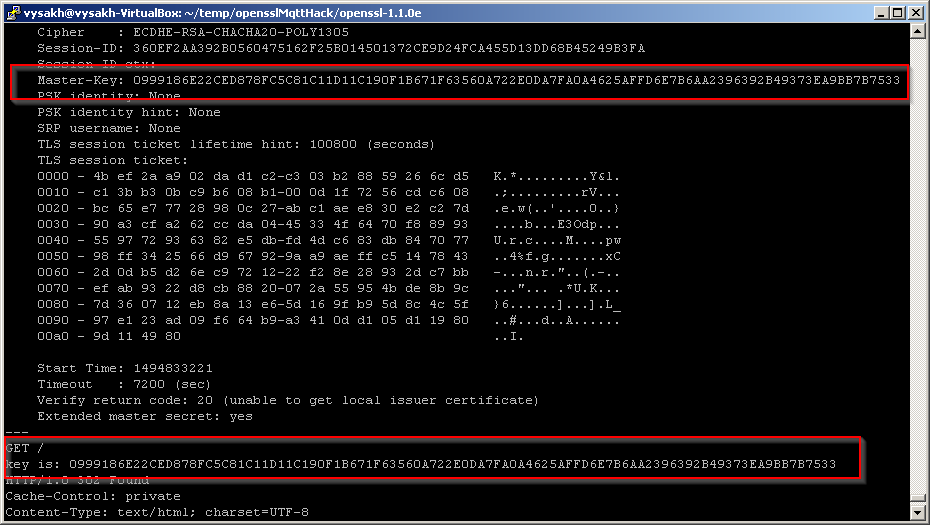 vysakh@vysakh-VirtualBox: ~/temp/opensslMqttHack/openssl-1.1.0e
Cipher    : ECDHE-RSA-CHACHA20-POLY1305
Session-ID: 360EF2AA392B0560475162F25B014501372CE9D24FCA455D13DD68B45249B3FA
Session-ID-ctx:
Master-Key: 0999186E22CED878FC5C81C11D11C190F1B671F63560A722E0DA7FA0A4625AFFD6E7B6AA2396392B49373EA9BB7B7533
PSK identity: None
PSK identity hint: None
SRP username: None
TLS session ticket lifetime hint: 100800 (seconds)
TLS session ticket:
0000 - 4b ef 2a a9 02 da d1 c2-c3 03 b2 88 59 26 6c d5   K.*.........Y&l.
0010 - c1 3b b3 0b c9 b6 08 b1-00 0d 1f 72 56 cd c6 08   .;.........rV...
0020 - bc 65 e7 77 28 98 0c 27-ab c1 ae e8 30 e2 c2 7d   .e.w(..'....0..}
0030 - 90 a3 cf a2 62 cc da 04-45 33 4f 64 70 f8 89 93   ....b...E3Odp...
0040 - 55 97 72 93 63 82 e5 db-fd 4d c6 83 db 84 70 77   U.r.c....M....pw
0050 - 98 ff 34 25 66 d9 67 92-9a a9 ae ff c5 14 78 43   ..4%f.g.......xC
0060 - 2d 0d b5 d2 6e c9 72 12-22 f2 8e 28 93 2d c7 bb   -...n.r."..(.-..
0070 - ef ab 93 22 d8 cb 88 20-07 2a 55 95 4b de 8b 9c   ..."... .*U.K...
0080 - 7d 36 07 12 eb 8a 13 e6-5d 16 9f b9 5d 8c 4c 5f   }6......]...].L_
0090 - 97 e1 23 ad 09 f6 64 b9-a3 41 0d d1 05 d1 19 80   ..#...d..A......
00a0 - 9d 11 49 80                                       ..I.
Start Time: 1494833221
Timeout   : 7200 (sec)
Verify return code: 20 (unable to get local issuer certificate)
Extended master secret: yes
---
GET /
key is: 0999186E22CED878FC5C81C11D11C190F1B671F63560A722E0DA7FA0A4625AFFD6E7B6AA2396392B49373EA9BB7B7533
HTTP/1.0 302 Found
Cache-Control: private
Content-Type: text/html; charset=UTF-8